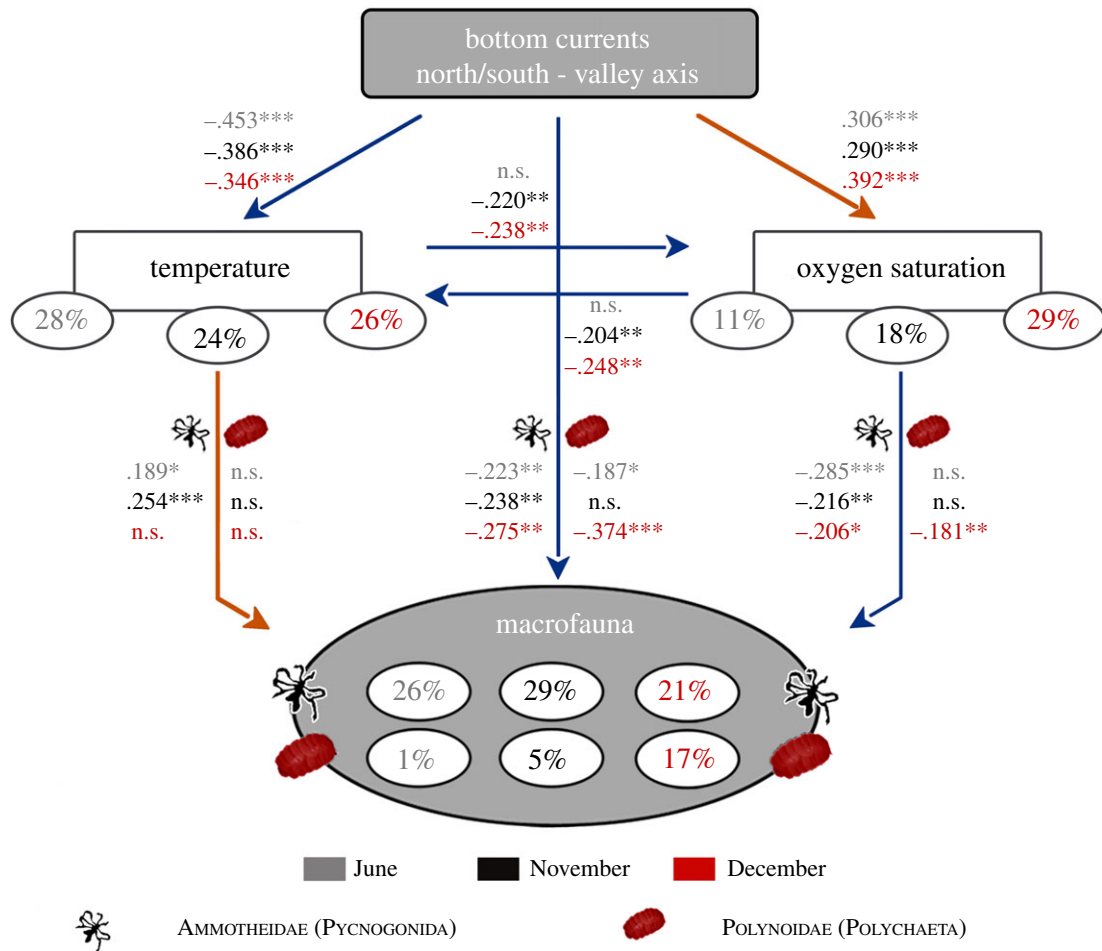 bottom currents
north/south - valley axis
–.453***
–.386***
–.346***
.306***
.290***
.392***
n.s.
–.220**
–.238**
temperature
oxygen saturation
28%
24%
26%
11%
18%
29%
n.s.
–.204**
–.248**
.189* n.s.
.254*** n.s.
n.s. n.s.
–.223** –.187*
–.238** n.s.
–.275** –.374***
–.285*** n.s.
–.216** n.s.
–.206* –.181**
macrofauna
26% 29% 21%
1% 5% 17%
June November December
AMMOTHEIDAE (PYCNOGONIDA) POLYNOIDAE (POLYCHAETA)